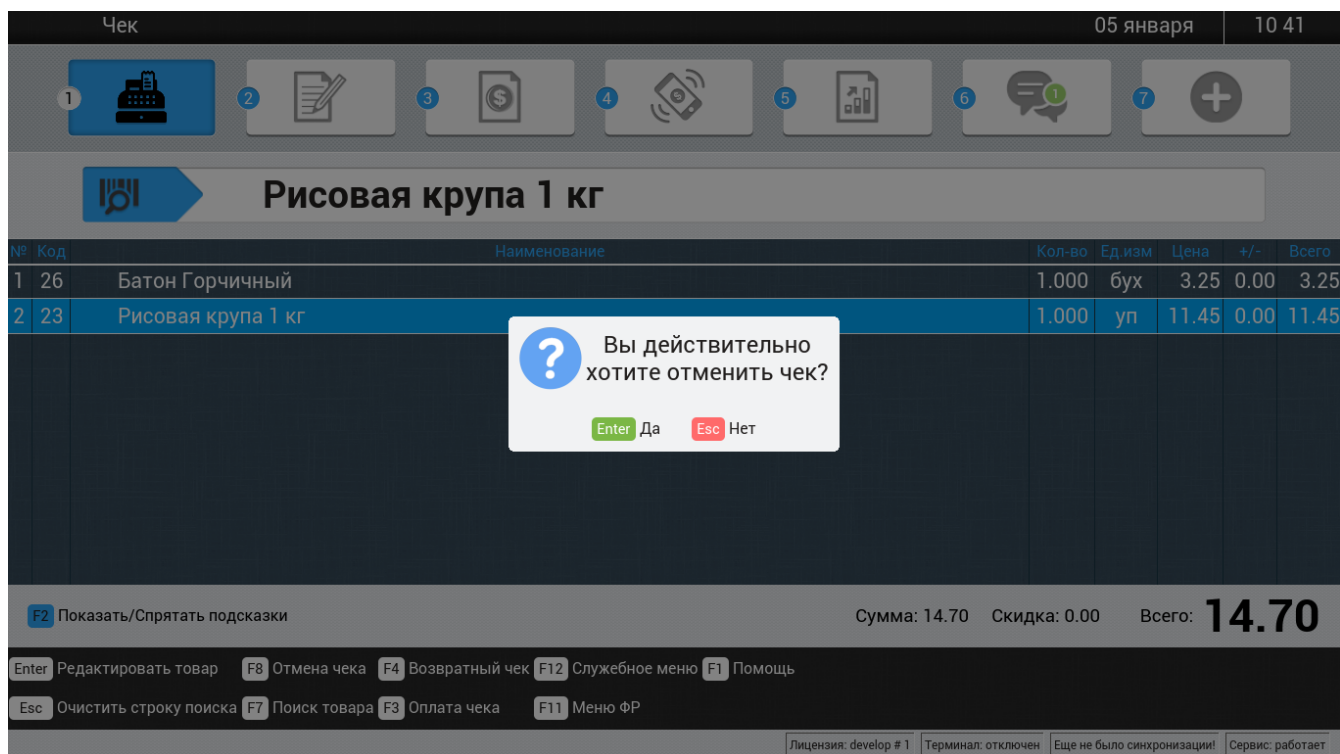 Чек 05 января 10 41
1 2 3 4 5 6 1 7
Рисовая крупа 1 кг
№ Код Наименование Кол-во Ед.изм Цена +/- Всего
1 26 Батон Горчичный 1.000 бух 3.25 0.00 3.25
2 23 Рисовая крупа 1 кг 1.000 уп 11.45 0.00 11.45
Вы действительно
хотите отменить чек?
Enter Да Esc Нет
F2 Показать/Спрятать подсказки Сумма: 14.70 Скидка: 0.00 Всего: 14.70
Enter Редактировать товар F8 Отмена чека F4 Возвратный чек F12 Служебное меню F1 Помощь
Esc Очистить строку поиска F7 Поиск товара F3 Оплата чека F11 Меню ФР
Лицензия: develop # 1 Терминал: отключен Еще не было синхронизации! Сервис: работает